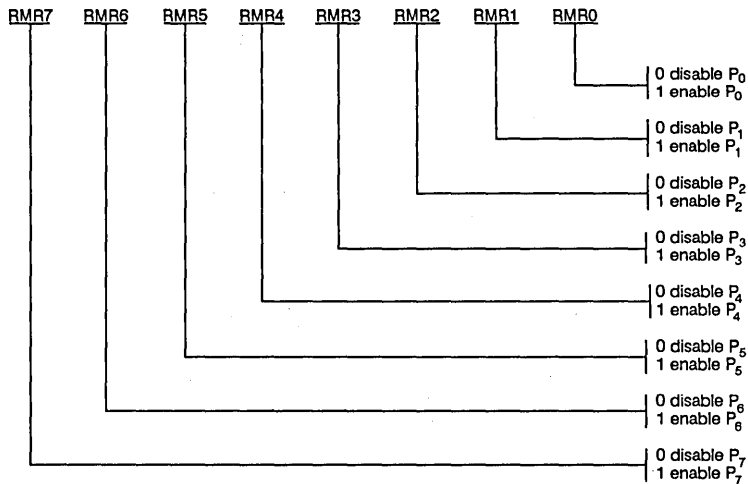 RMR7 RMR6 RMR5 RMR4 RMR3 RMR2 RMR1 RMR0
0 disable P₀
1 enable P₀
0 disable P₁
1 enable P₁
0 disable P₂
1 enable P₂
0 disable P₃
1 enable P₃
0 disable P₄
1 enable P₄
0 disable P₅
1 enable P₅
0 disable P₆
1 enable P₆
0 disable P₇
1 enable P₇